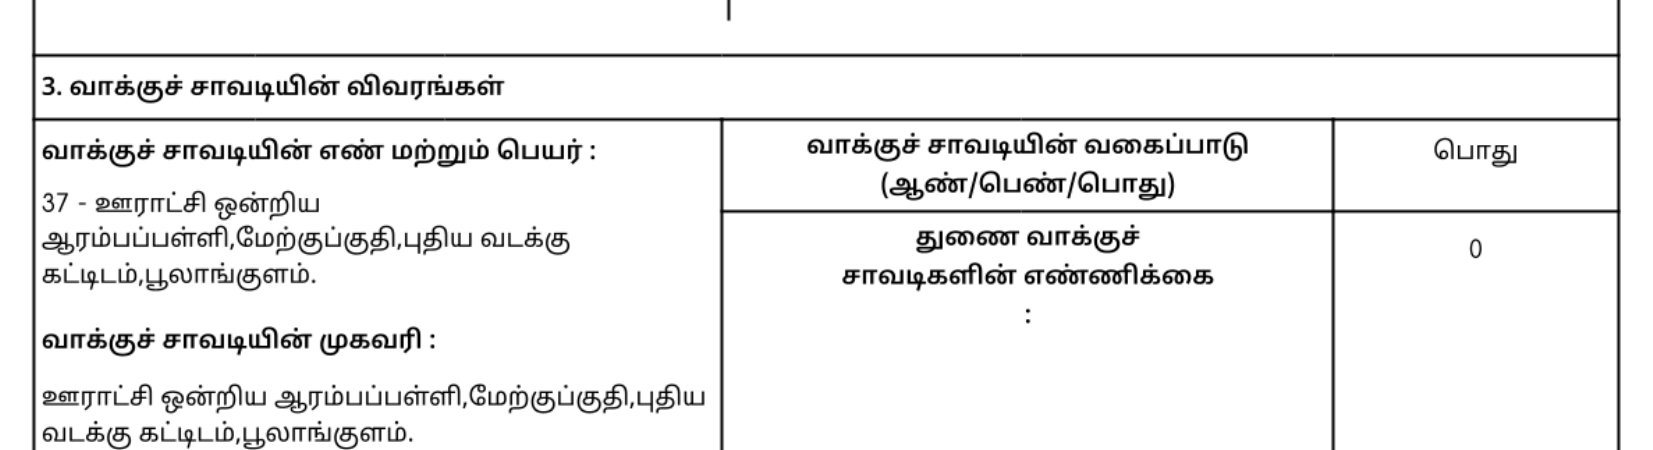 3. வாக்குச் சாவடியின் விவரங்கள்
வாக்குச் சாவடியின் எண் மற்றும் பெயர் :
37 - ஊராட்சி ஒன்றிய
ஆரம்பப்பள்ளி,மேற்குப்குதி,புதிய வடக்கு
கட்டிடம்,பூலாங்குளம்.
வாக்குச் சாவடியின் முகவரி :
ஊராட்சி ஒன்றிய ஆரம்பப்பள்ளி,மேற்குப்குதி,புதிய
வடக்கு கட்டிடம்,பூலாங்குளம்.
வாக்குச் சாவடியின் வகைப்பாடு
(ஆண்/பெண்/பொது)
பொது
துணை வாக்குச்
சாவடிகளின் எண்ணிக்கை
:
0